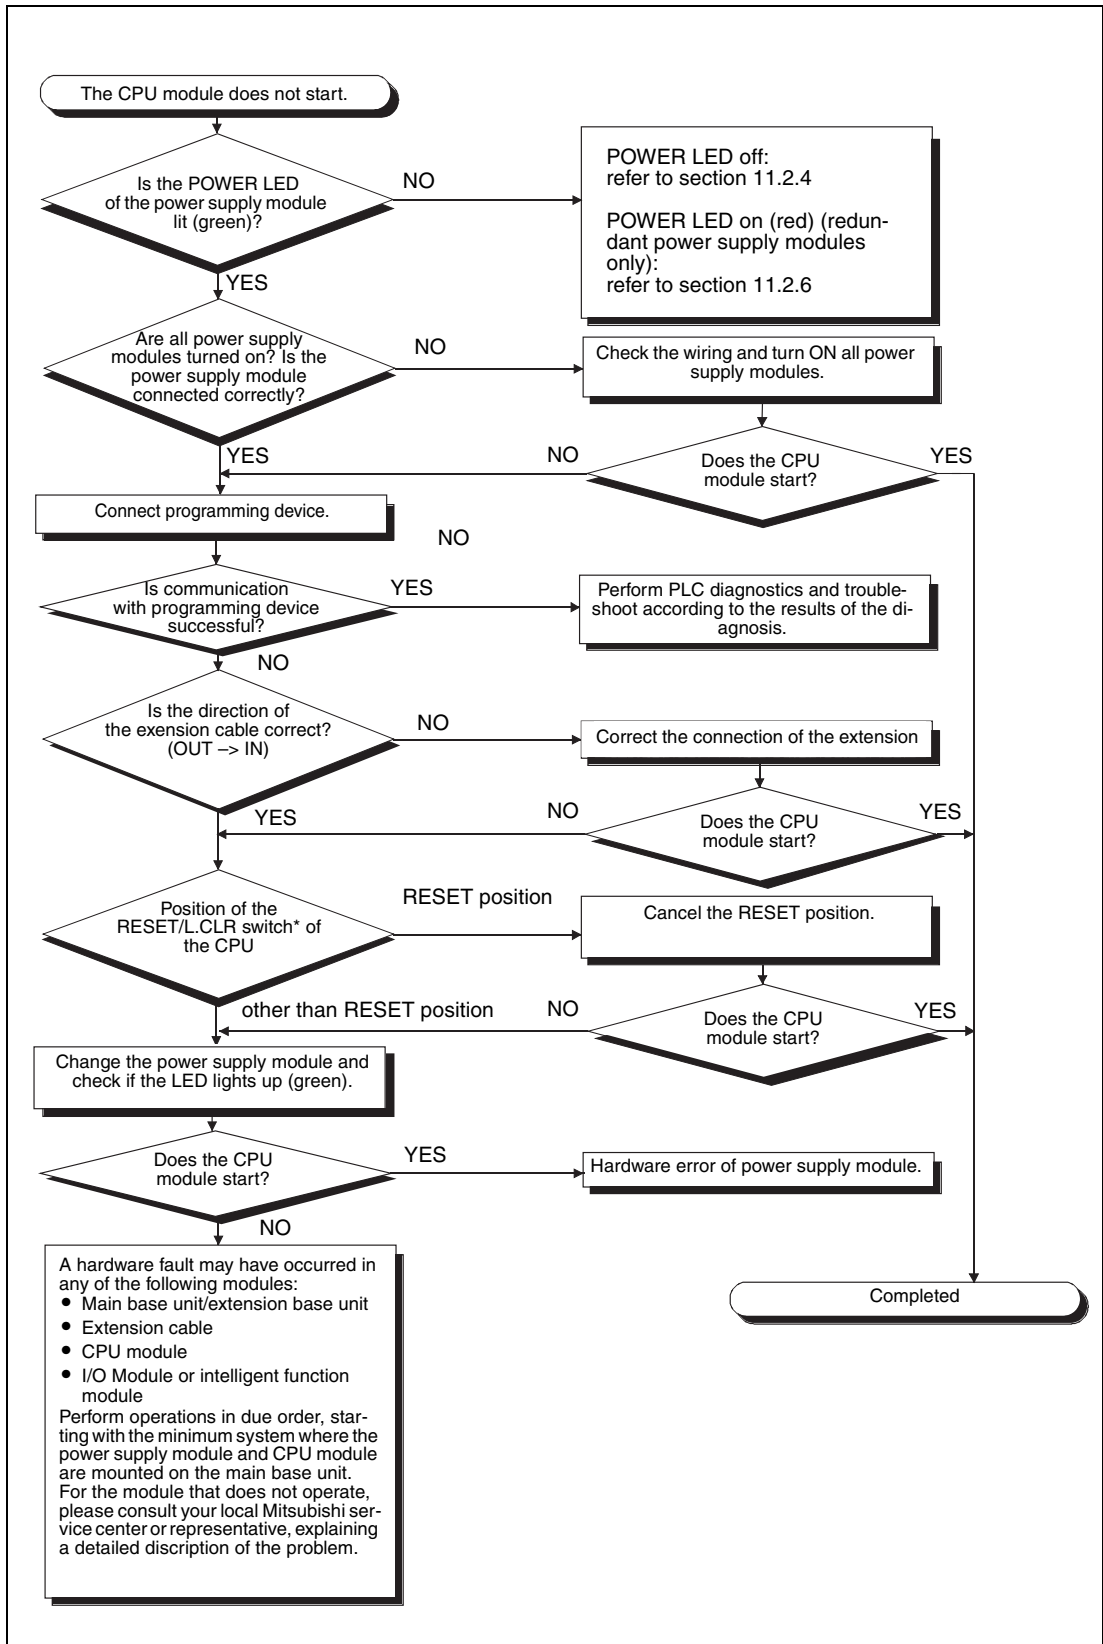 The CPU module does not start.
Is the POWER LED
of the power supply module
lit (green)?
NO
POWER LED off:
refer to section 11.2.4
POWER LED on (red) (redun-
dant power supply modules
only):
refer to section 11.2.6
YES
Are all power supply
modules turned on? Is the
power supply module
connected correctly?
NO
Check the wiring and turn ON all power
supply modules.
YES
NO
Does the CPU
module start?
YES
Connect programming device.
NO
Is communication
with programming device
successful?
YES
Perform PLC diagnostics and trouble-
shoot according to the results of the di-
agnosis.
NO
Is the direction of
the exension cable correct?
(OUT –> IN)
NO
Correct the connection of the extension
YES
NO
Does the CPU
module start?
YES
Position of the
RESET/L.CLR switch* of
the CPU
RESET position
Cancel the RESET position.
other than RESET position
NO
Does the CPU
module start?
YES
Change the power supply module and
check if the LED lights up (green).
Does the CPU
module start?
YES
Hardware error of power supply module.
NO
A hardware fault may have occurred in
any of the following modules:
● Main base unit/extension base unit
● Extension cable
● CPU module
● I/O Module or intelligent function
module
Perform operations in due order, star-
ting with the minimum system where the
power supply module and CPU module
are mounted on the main base unit.
For the module that does not operate,
please consult your local Mitsubishi ser-
vice center or representative, explaining
a detailed discription of the problem.
Completed